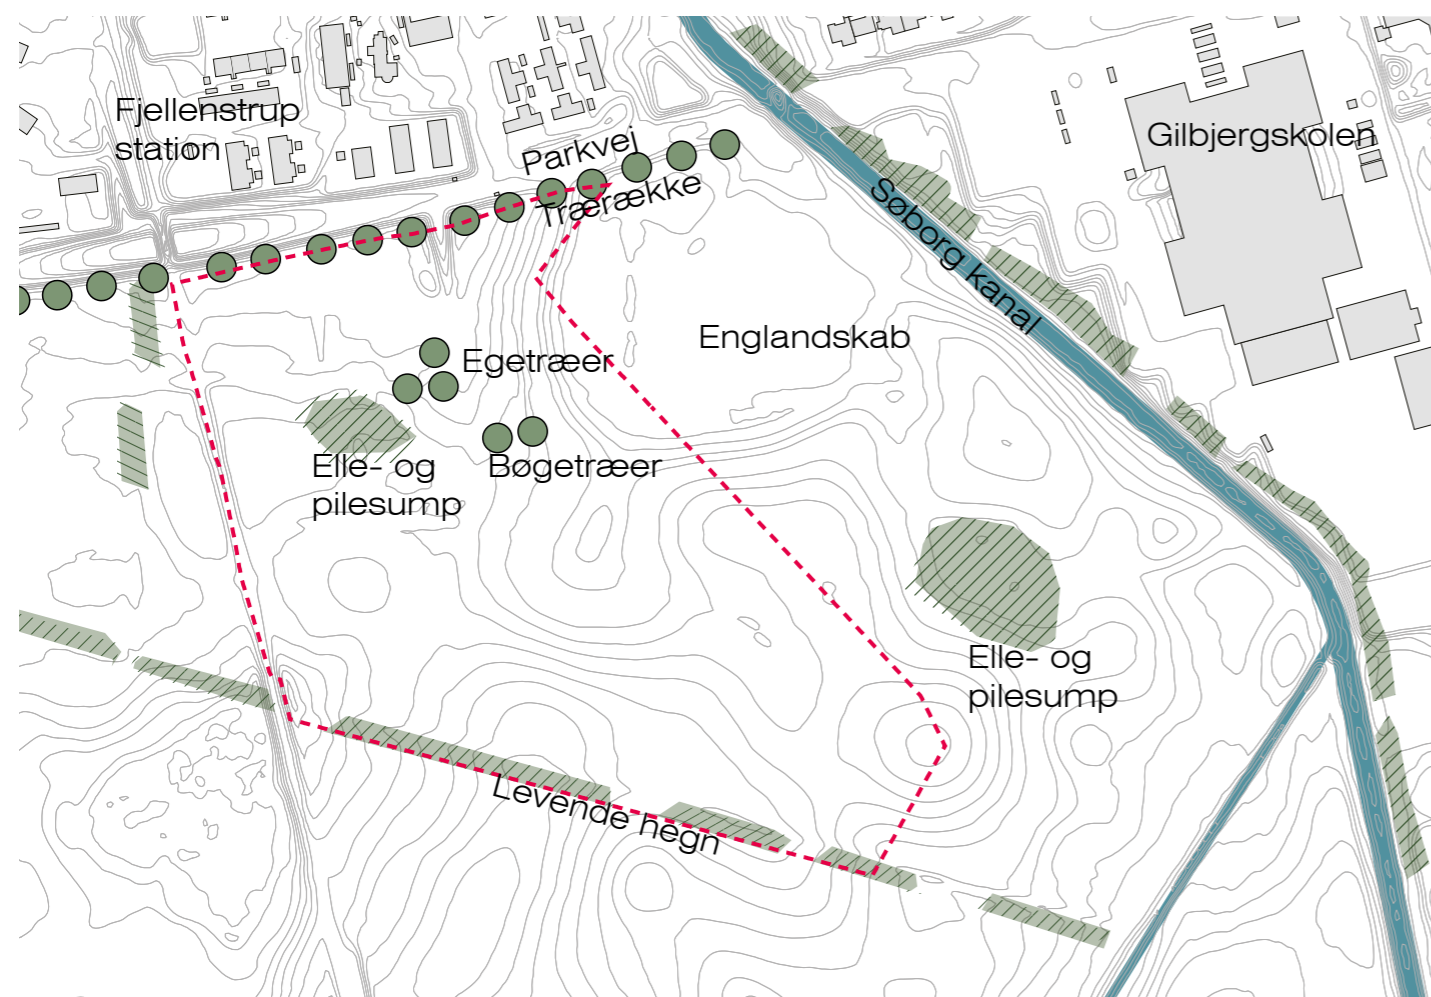 Fjellenstrup
station
Parkvej
Trærække
Gilbjergskolen
Søborg kanal
Englandskab
Egetræer
Elle- og
pilesump
Bøgetræer
Elle- og
pilesump
Levende hegn